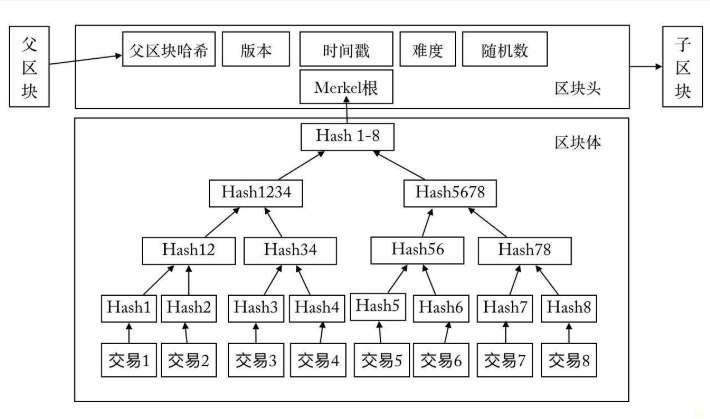 父区块
父区块哈希 版本 时间戳 难度 随机数
子区块
Merkel根
区块头
Hash 1-8
区块体
Hash1234 Hash5678
Hash12 Hash34 Hash56 Hash78
Hash1 Hash2 Hash3 Hash4 Hash5 Hash6 Hash7 Hash8
交易1 交易2 交易3 交易4 交易5 交易6 交易7 交易8